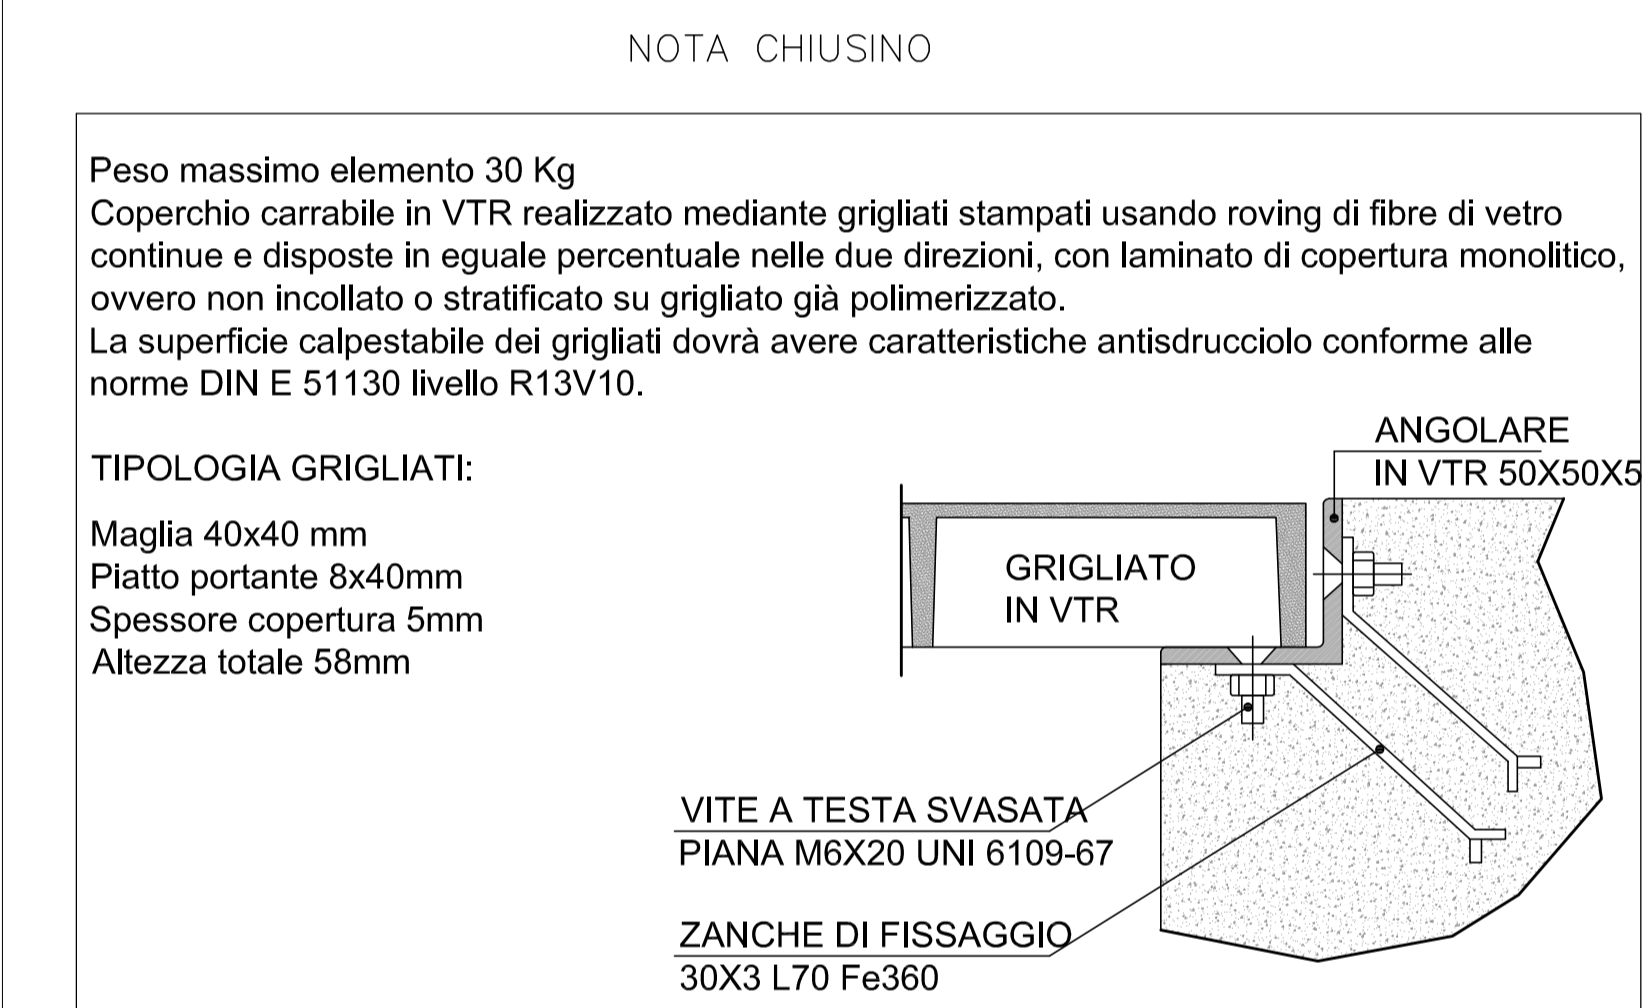 NOTA CHIUSINO
Peso massimo elemento 30 Kg
Coperchio carrabile in VTR realizzato mediante grigliati stampati usando roving di fibre di vetro
continue e disposte in eguale percentuale nelle due direzioni, con laminato di copertura monolitico,
ovvero non incollato o stratificato su grigliato già polimerizzato.
La superficie calpestabile dei grigliati dovrà avere caratteristiche antisdrucciolo conforme alle
norme DIN E 51130 livello R13V10.
TIPOLOGIA GRIGLIATI:
Maglia 40x40 mm
Piatto portante 8x40mm
Spessore copertura 5mm
Altezza totale 58mm
ANGOLARE
IN VTR 50X50X5
GRIGLIATO
IN VTR
VITE A TESTA SVASATA
PIANA M6X20 UNI 6109-67
ZANCHE DI FISSAGGIO
30X3 L70 Fe360